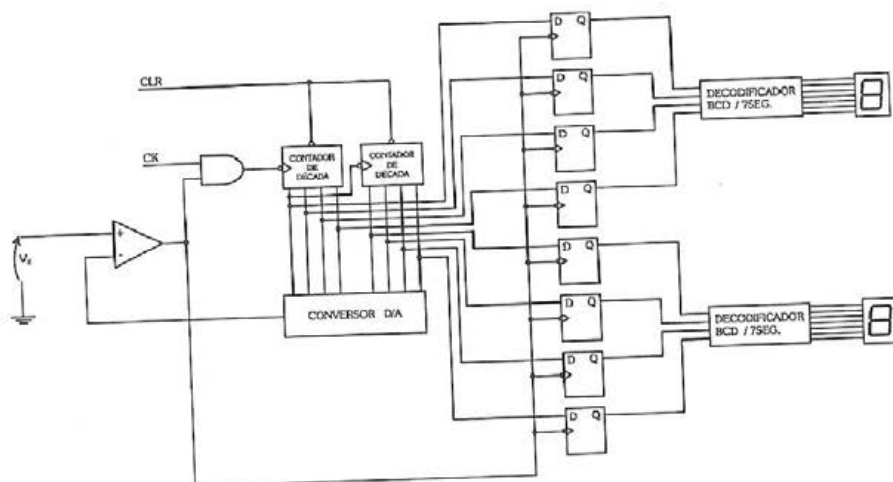 D Q
CLR
D Q
DECODIFICADOR
BCD / 7SEG.
D Q
CK
CONTADOR
DE
DÉCADA
CONTADOR
DE
DÉCADA
D Q
+
-
D Q
CONVERSOR D/A
D Q
DECODIFICADOR
BCD / 7SEG.
D Q
D Q